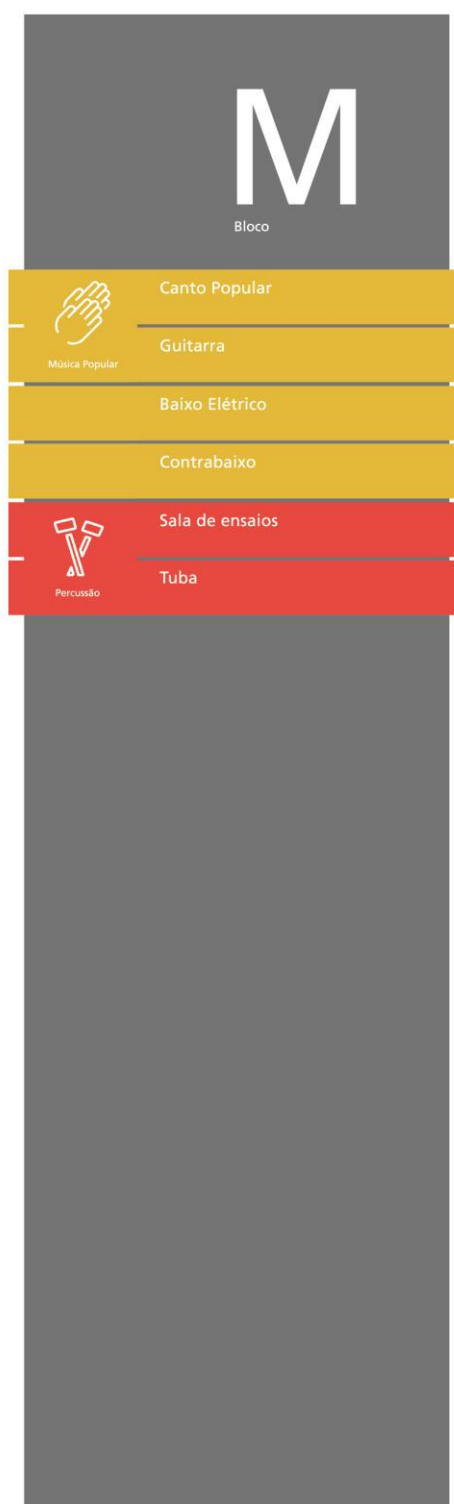 M
Bloco
Canto Popular
Música Popular
Guitarra
Baixo Elétrico
Contrabaixo
Sala de ensaios
Percussão
Tuba